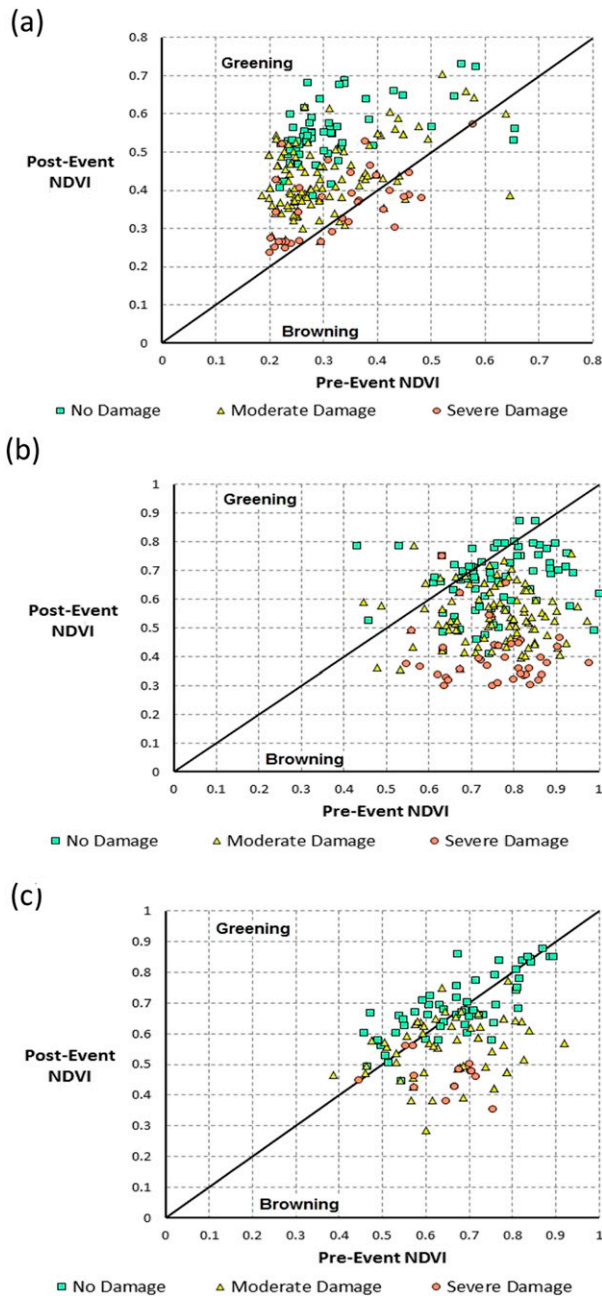 (a)
0.8
0.7
0.6
0.5
0.4
0.3
0.2
0.1
0
Greening
Post-Event
NDVI
Browning
0 0.1 0.2 0.3 0.4 0.5 0.6 0.7 0.8
Pre-Event NDVI
No Damage Moderate Damage Severe Damage
(b)
1
0.9
0.8
0.7
0.6
0.5
0.4
0.3
0.2
0.1
0
Greening
Post-Event
NDVI
Browning
0 0.1 0.2 0.3 0.4 0.5 0.6 0.7 0.8 0.9 1
Pre-Event NDVI
No Damage Moderate Damage Severe Damage
(c)
1
0.9
0.8
0.7
0.6
0.5
0.4
0.3
0.2
0.1
0
Greening
Post-Event
NDVI
Browning
0 0.1 0.2 0.3 0.4 0.5 0.6 0.7 0.8 0.9 1
Pre-Event NDVI
No Damage Moderate Damage Severe Damage